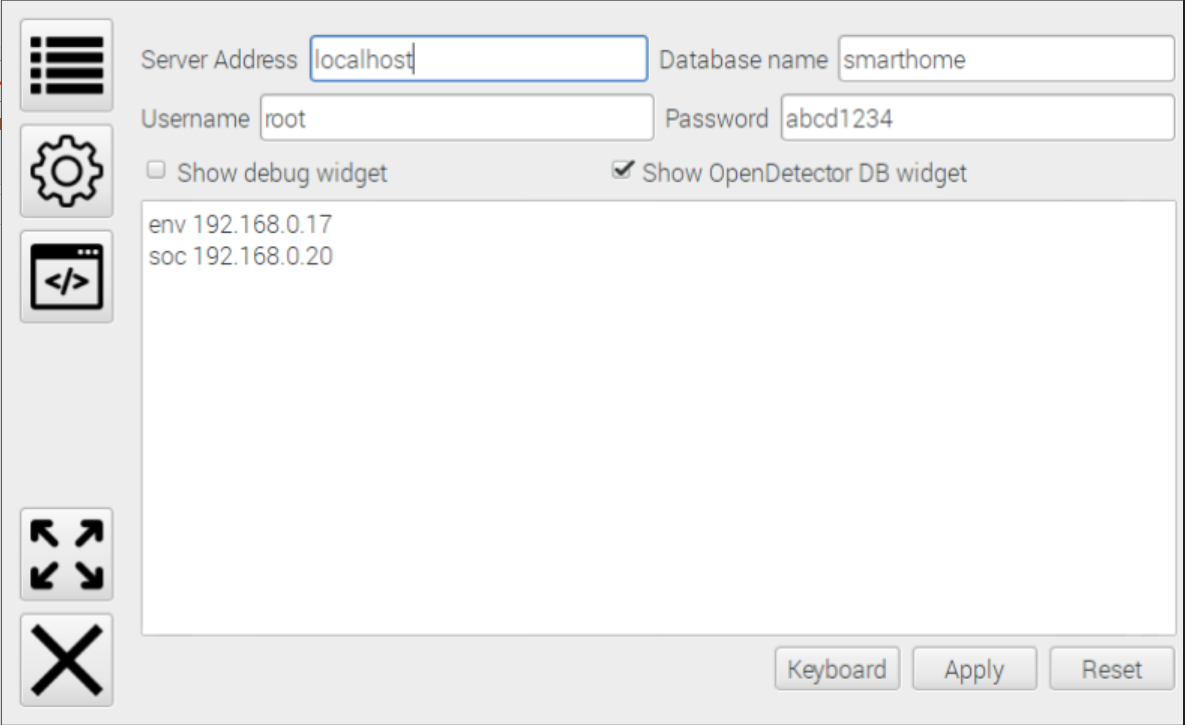 Server Address localhost Database name smarthome
Username root Password abcd1234
Show debug widget Show OpenDetector DB widget
env 192.168.0.17
soc 192.168.0.20
</>
Keyboard Apply Reset